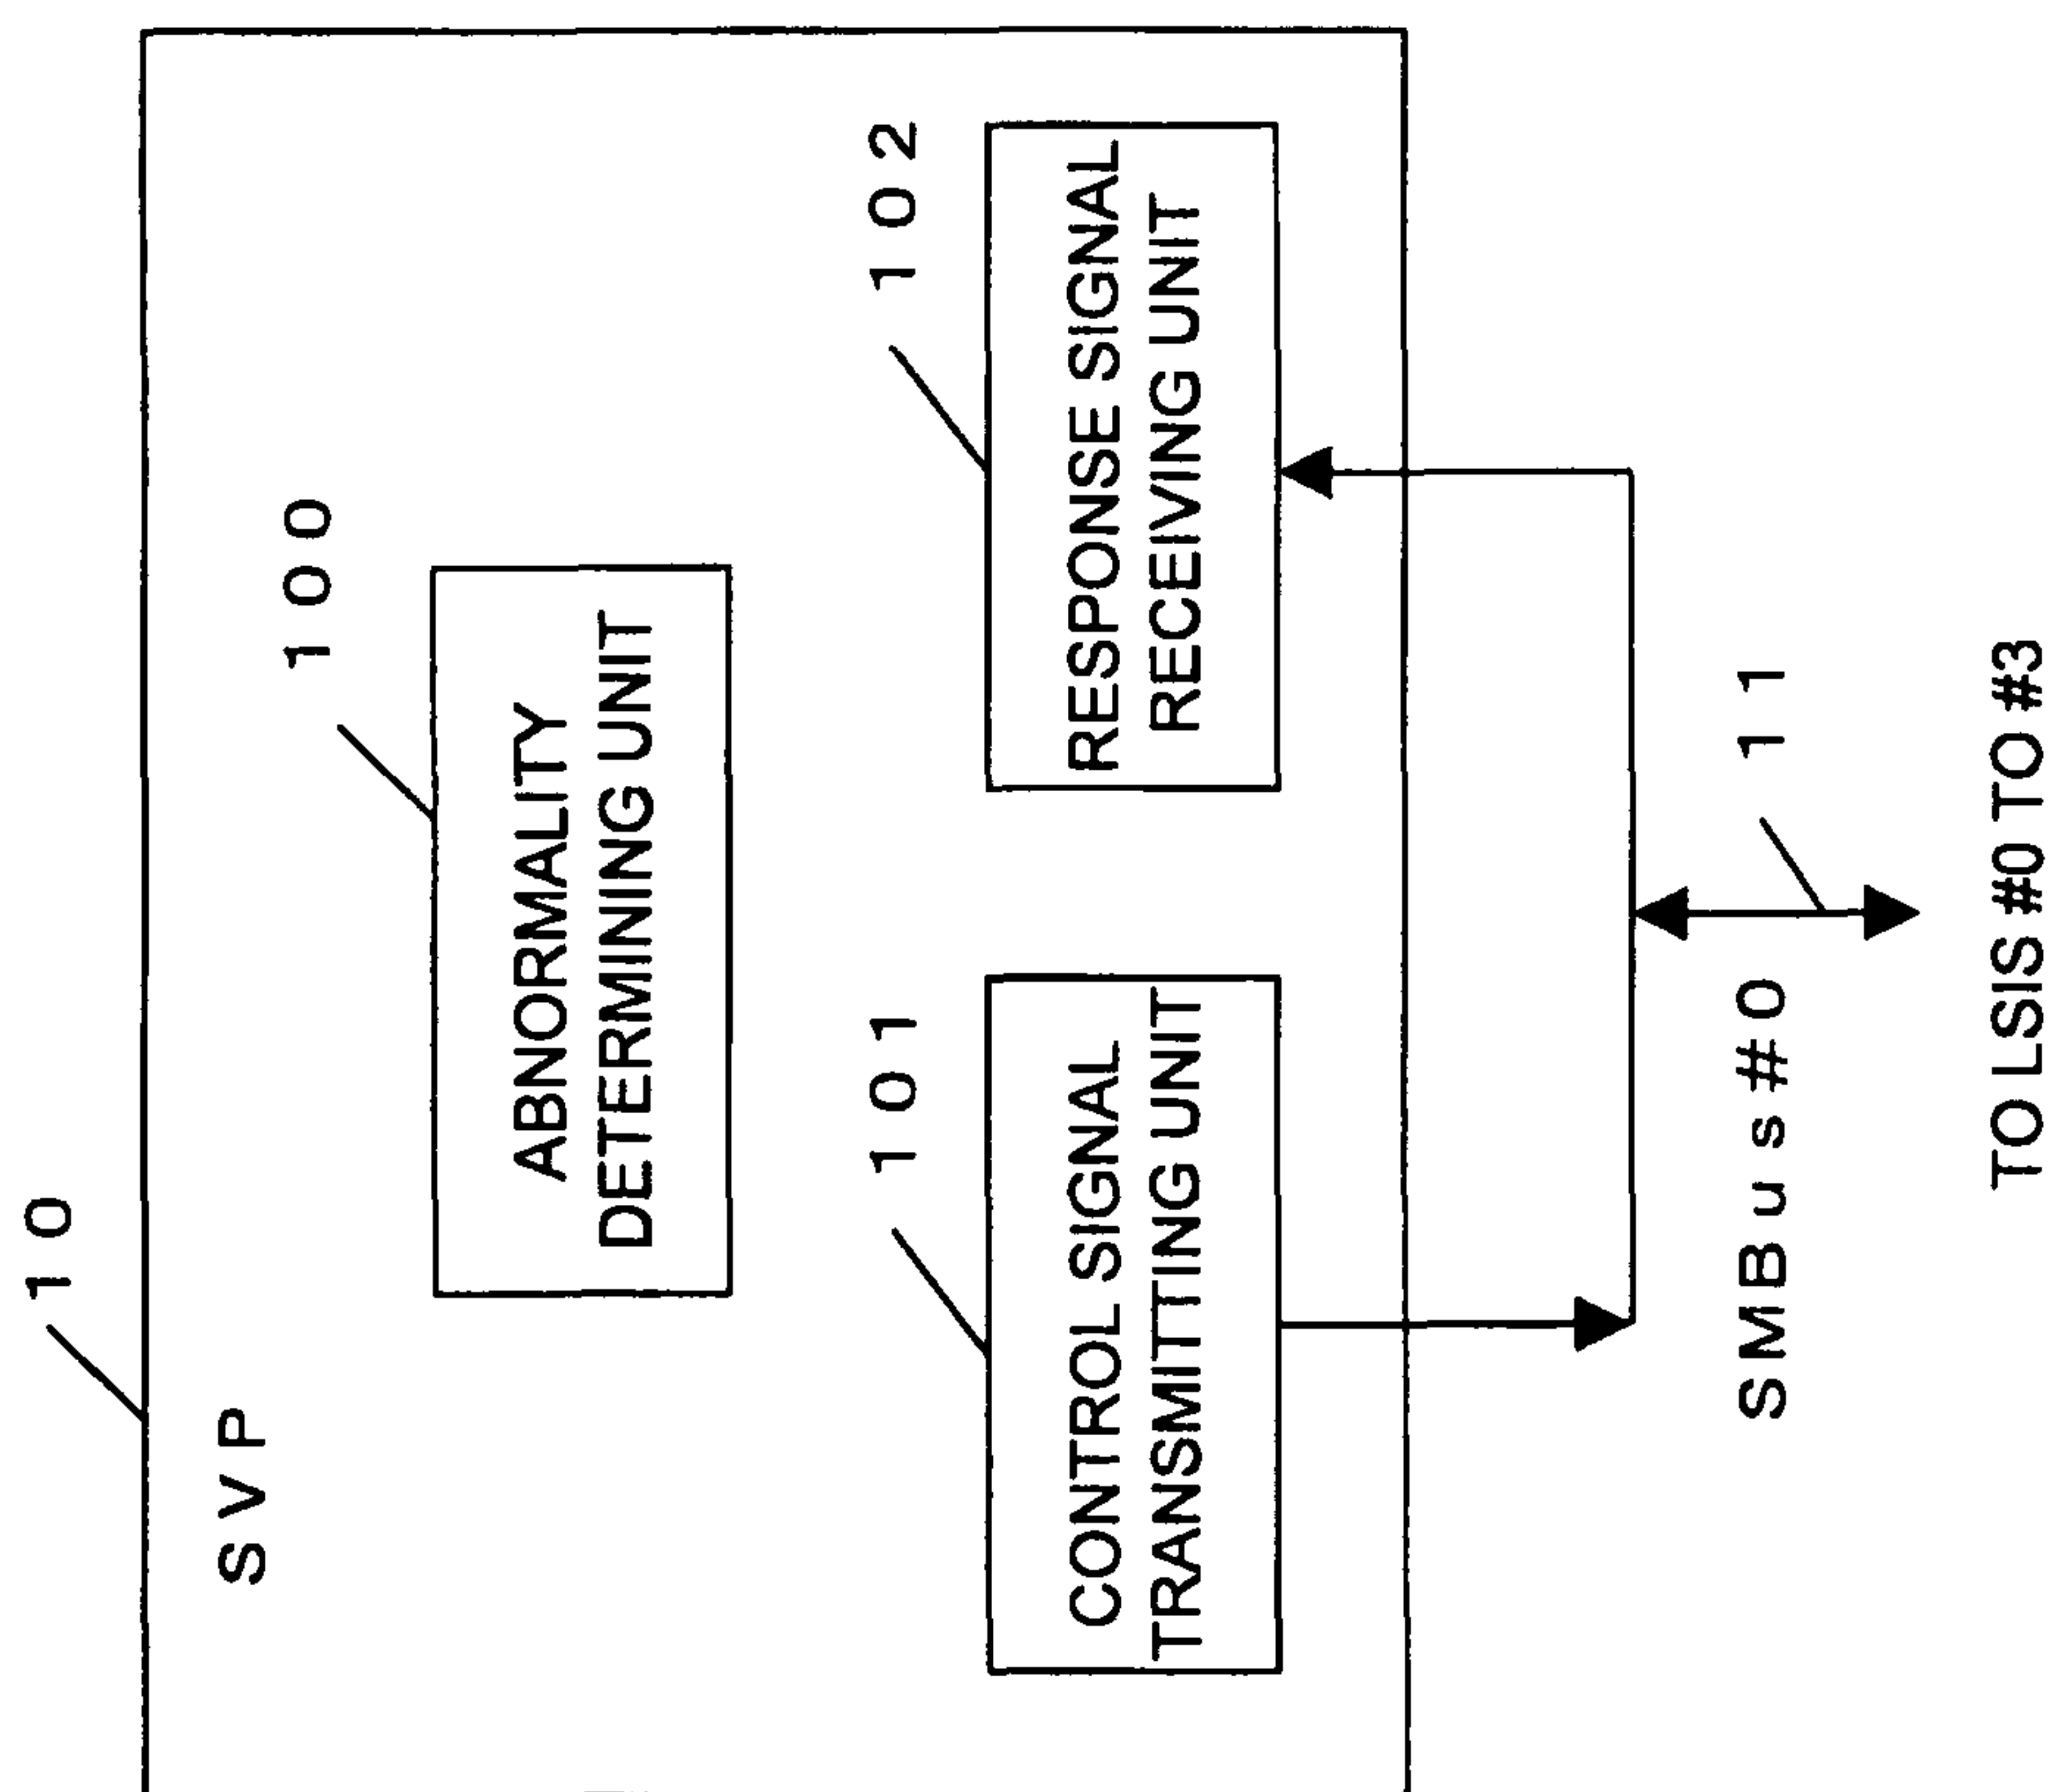 10
SVP
100
ABNORMALITY
DETERMINING UNIT
101
CONTROL SIGNAL
TRANSMITTING UNIT
102
RESPONSE SIGNAL
RECEIVING UNIT
SMBus#0
11
TO LSIS #0 TO #3